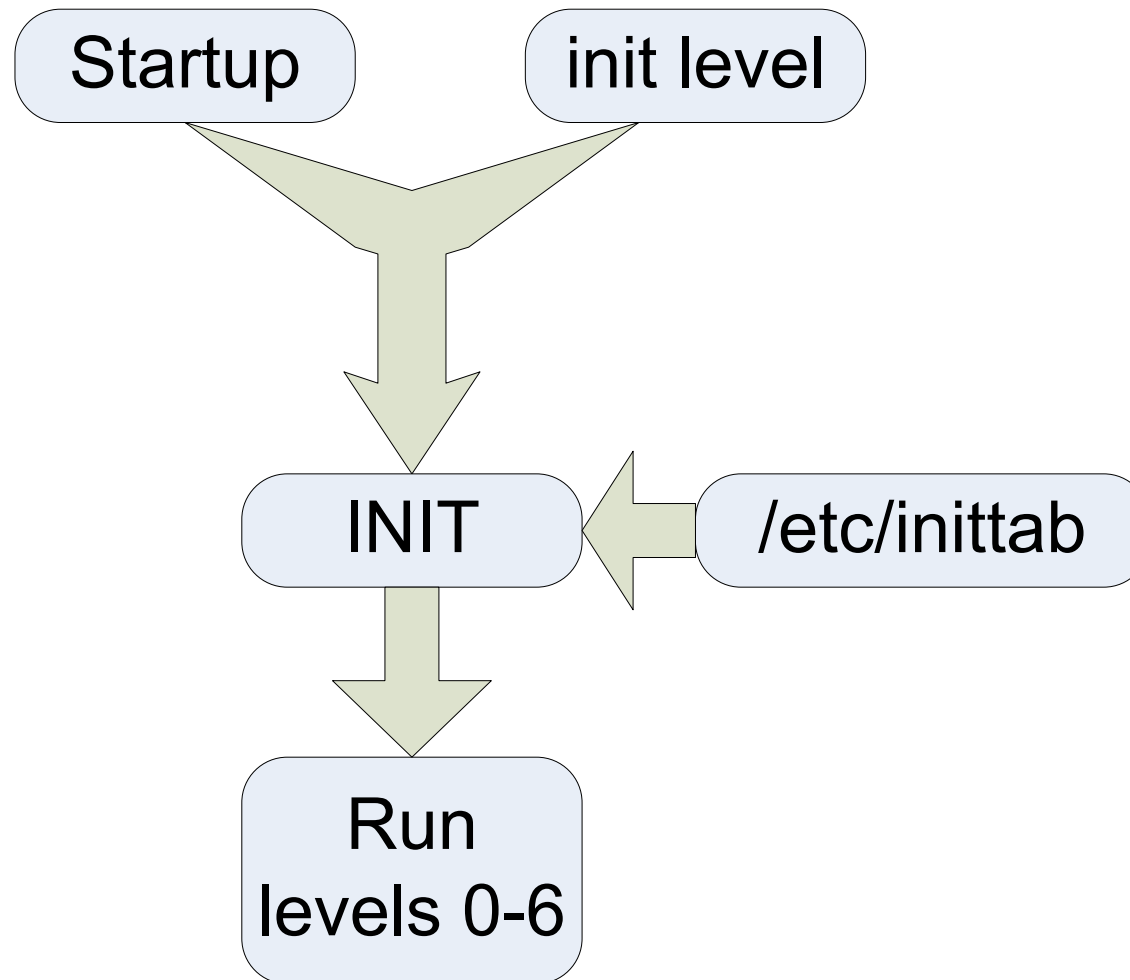 Startup
init level
INIT
/etc/inittab
Run
levels 0-6